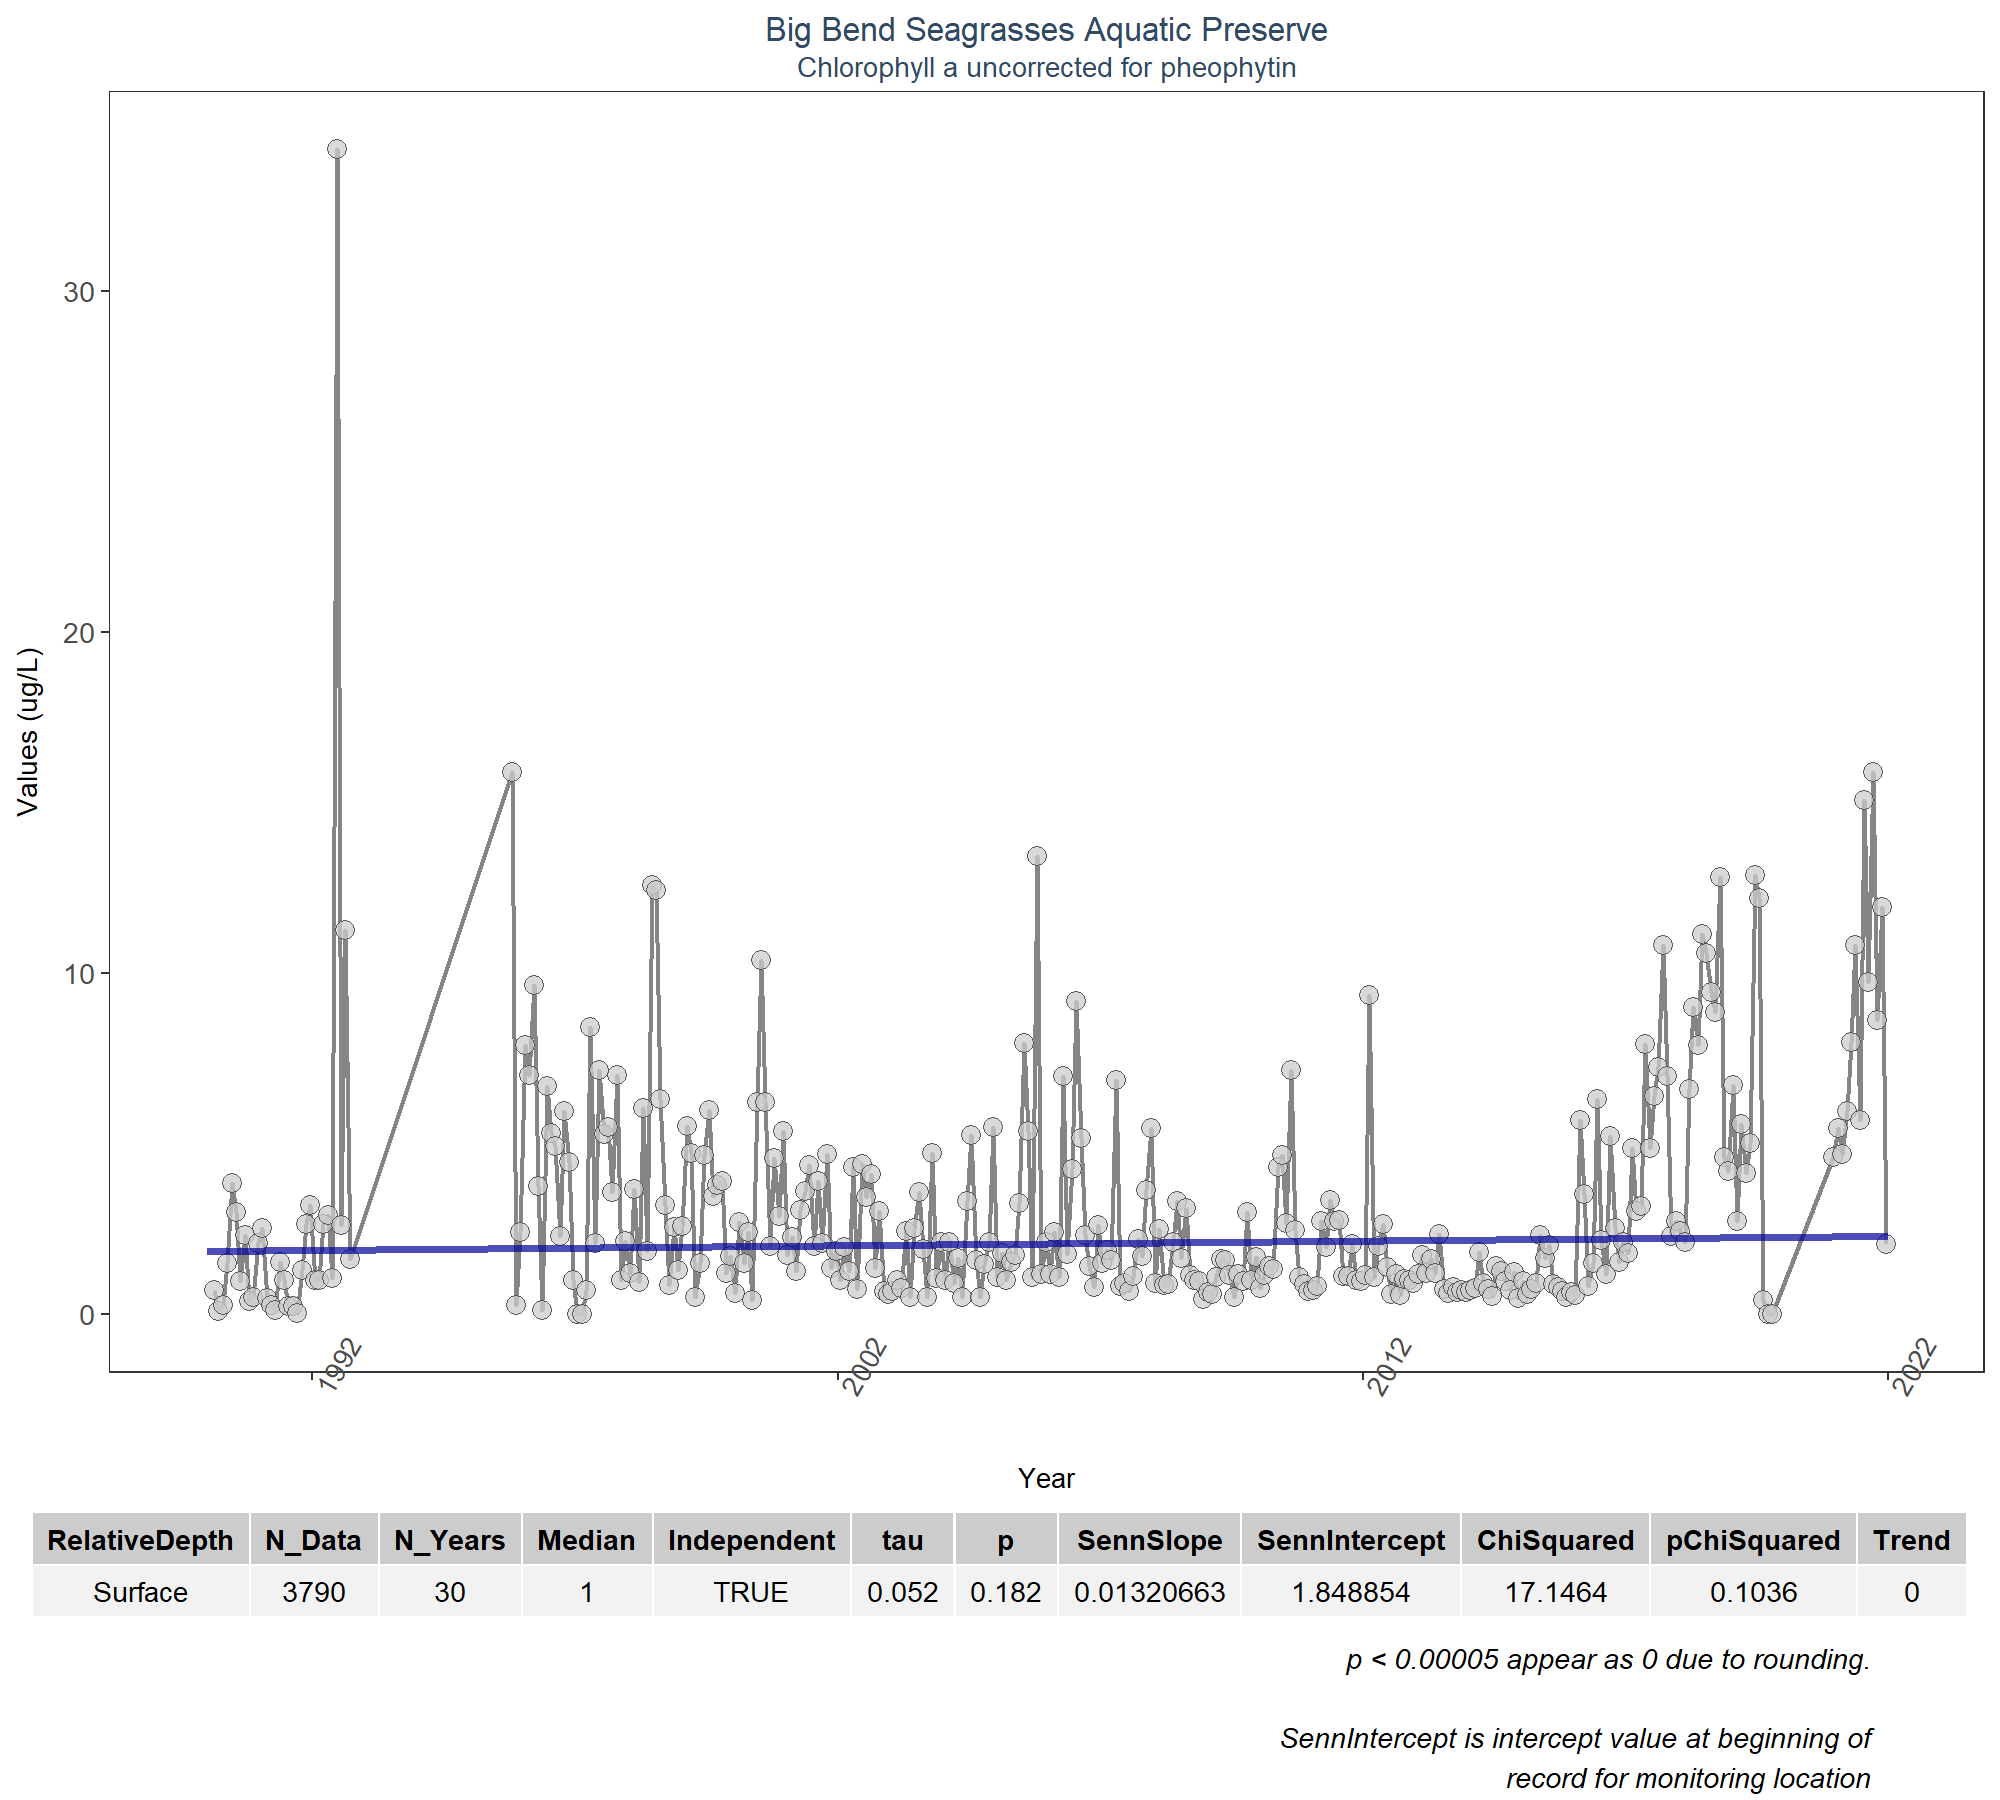 Big Bend Seagrasses Aquatic Preserve
Chlorophyll a uncorrected for pheophytin
30
20
10
0
Values (ug/L)
1992
2002
2012
2022
Year
RelativeDepth N_Data N_Years Median Independent tau p SennSlope SennIntercept ChiSquared pChiSquared Trend
Surface 3790 30 1 TRUE 0.052 0.182 0.01320663 1.848854 17.1464 0.1036 0
p < 0.00005 appear as 0 due to rounding.
SennIntercept is intercept value at beginning of
record for monitoring location